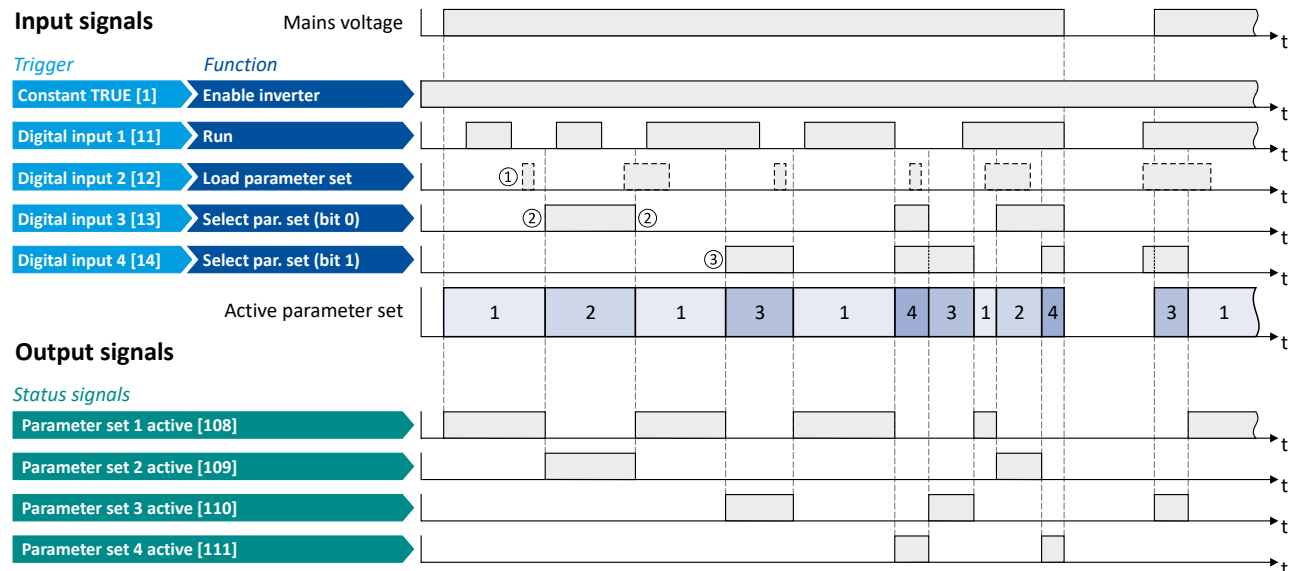 Input signals
Mains voltage
t
Trigger Function
Constant TRUE [1] Enable inverter
t
Digital input 1 [11] Run
t
Digital input 2 [12] Load parameter set ①
t
Digital input 3 [13] Select par. set (bit 0) ② ②
t
Digital input 4 [14] Select par. set (bit 1) ③
t
Active parameter set 1 2 1 3 1 4 3 1 2 4 3 1
t
Output signals
Status signals
Parameter set 1 active [108]
t
Parameter set 2 active [109]
t
Parameter set 3 active [110]
t
Parameter set 4 active [111]
t